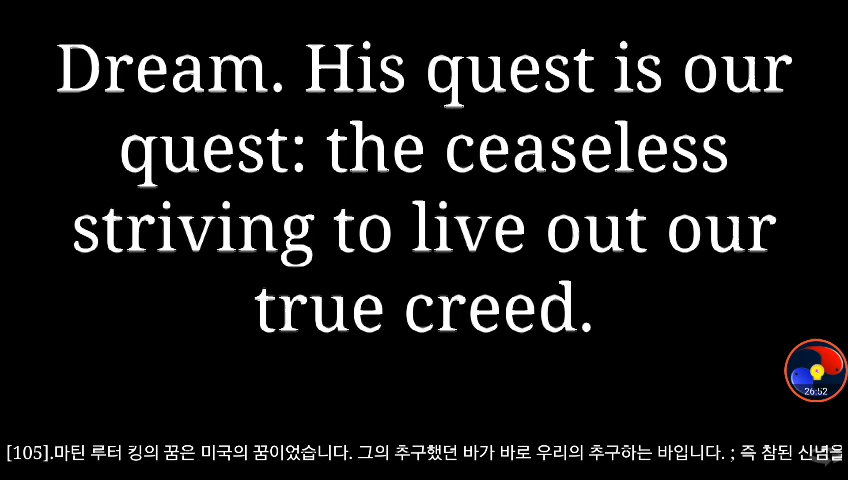 Dream. His quest is our
quest: the ceaseless
striving to live out our
true creed.
26:52
[105].마틴 루터 킹의 꿈은 미국의 꿈이었습니다. 그의 추구했던 바가 바로 우리의 추구하는 바입니다. ; 즉 참된 신념을